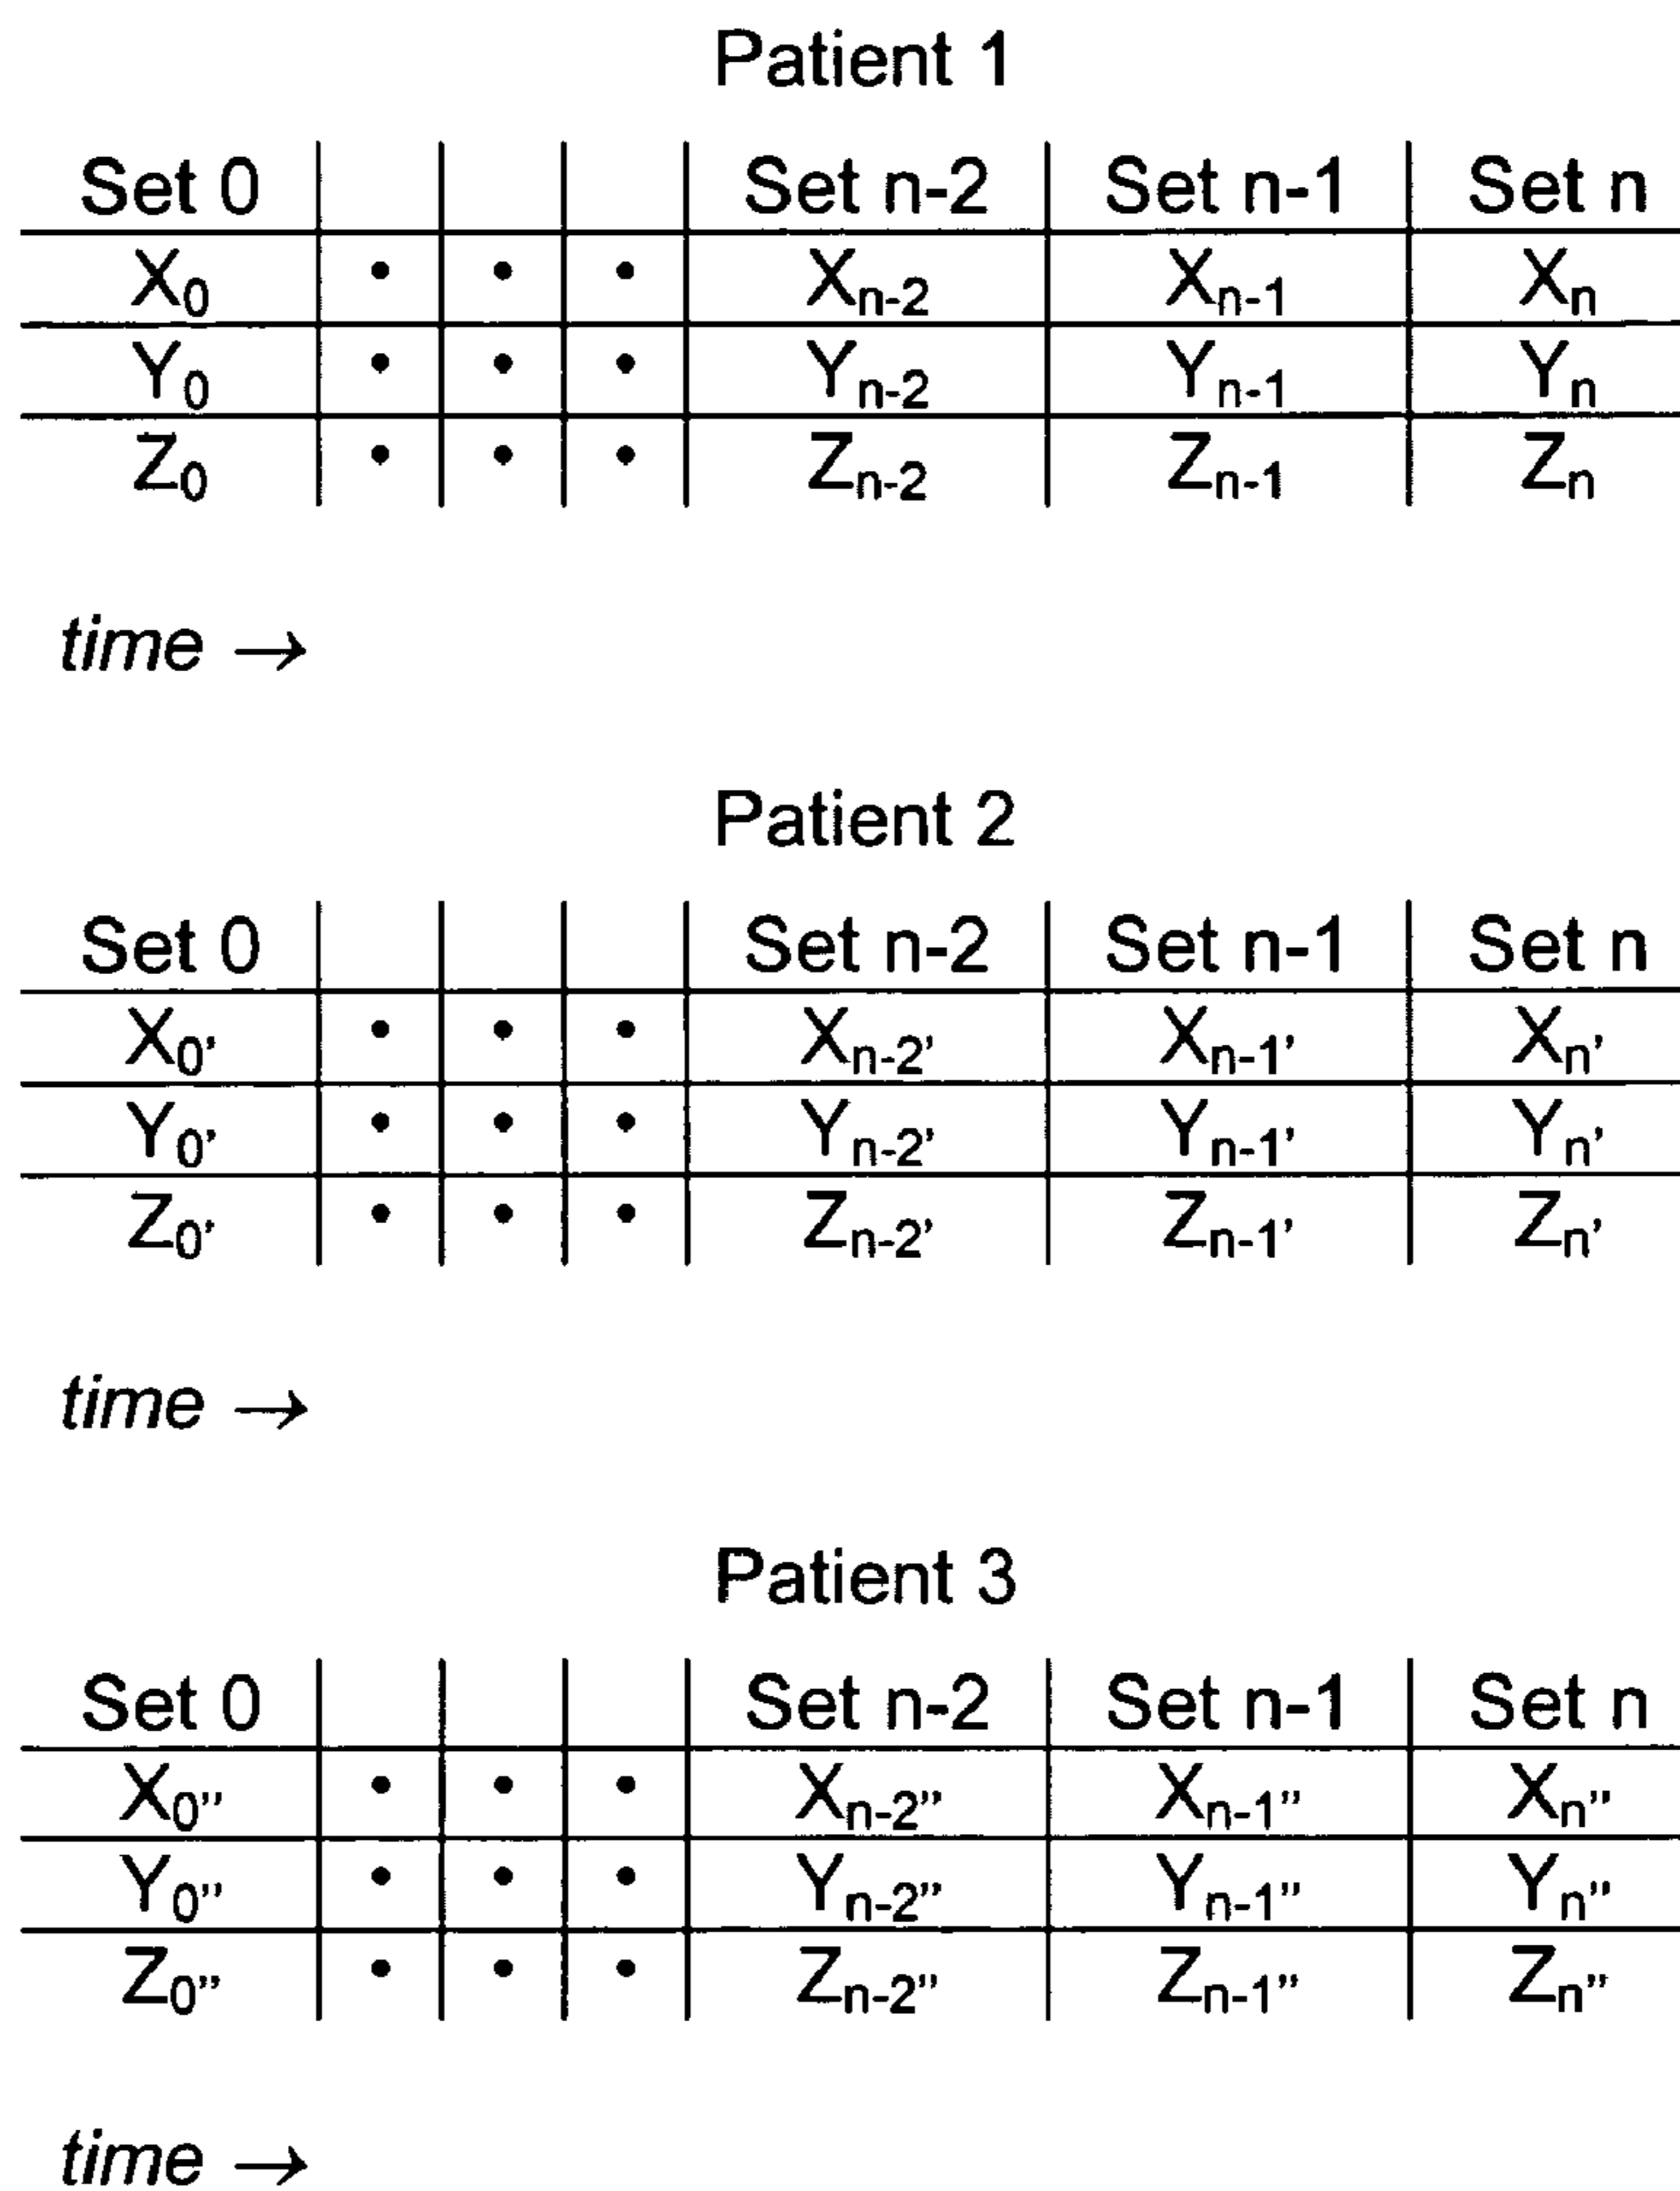 Patient 1
Set 0 Set n-2 Set n-1 Set n
X0 • • • Xn-2 Xn-1 Xn
Y0 • • • Yn-2 Yn-1 Yn
Z0 • • • Zn-2 Zn-1 Zn
time →
Patient 2
Set 0 Set n-2 Set n-1 Set n
X0’ • • • Xn-2’ Xn-1’ Xn’
Y0’ • • • Yn-2’ Yn-1’ Yn’
Z0’ • • • Zn-2’ Zn-1’ Zn’
time →
Patient 3
Set 0 Set n-2 Set n-1 Set n
X0” • • • Xn-2” Xn-1” Xn”
Y0” • • • Yn-2” Yn-1” Yn”
Z0” • • • Zn-2” Zn-1” Zn”
time →